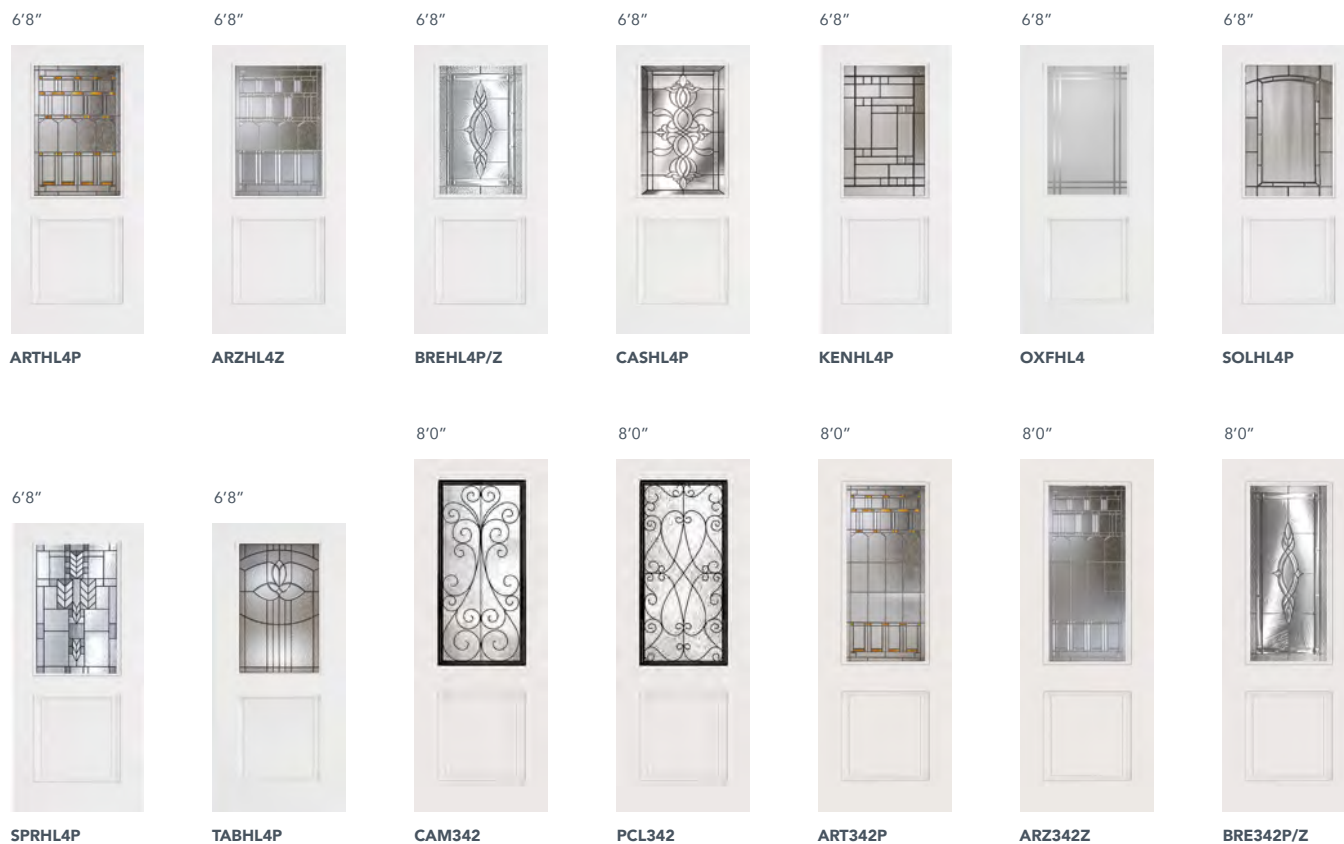 6'8"
6'8"
6'8"
6'8"
6'8"
6'8"
6'8"
ARTHL4P
ARZHL4Z
BREHL4P/Z
CASHL4P
KENHL4P
OXFHL4
SOLHL4P
6'8"
6'8"
8'0"
8'0"
8'0"
8'0"
8'0"
SPRHL4P
TABHL4P
CAM342
PCL342
ART342P
ARZ342Z
BRE342P/Z